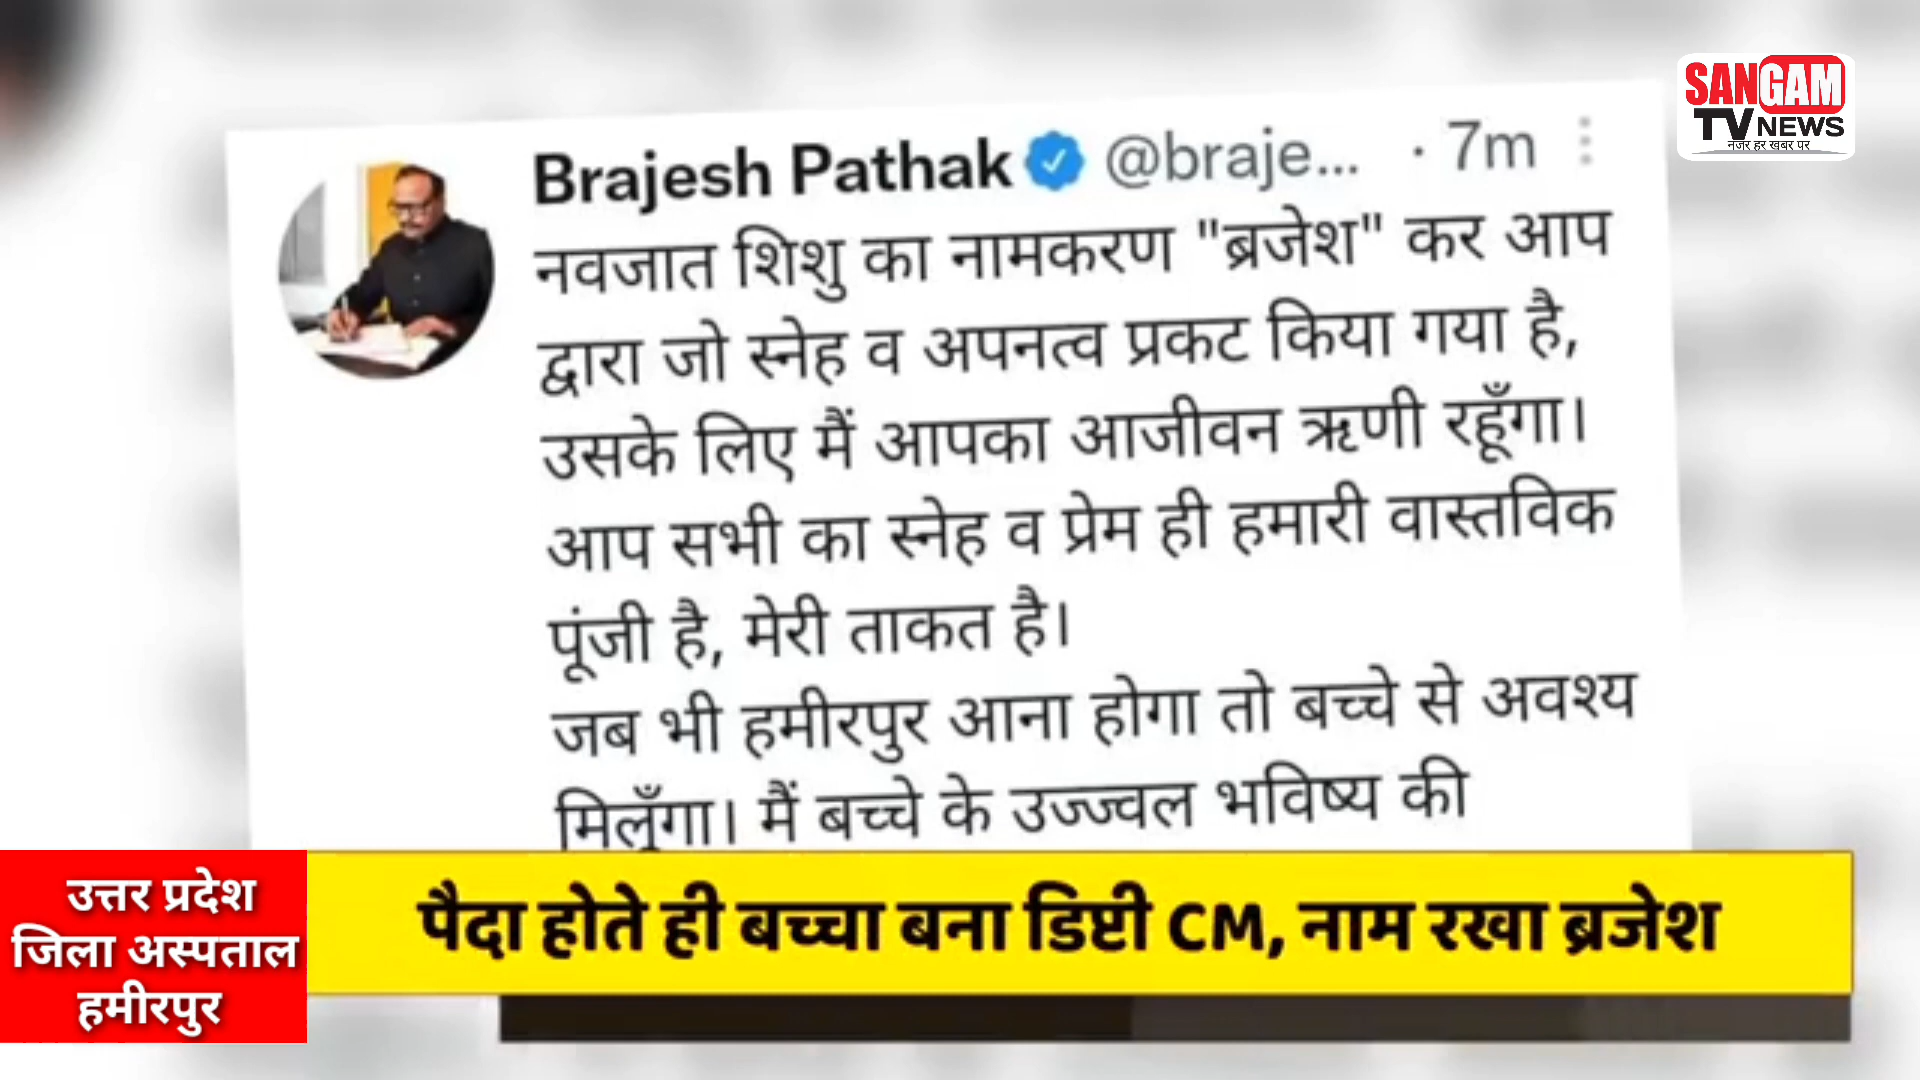 SANGAM
TV NEWS
नजर हर खबर पर
Brajesh Pathak @braje... · 7m
नवजात शिशु का नामकरण "ब्रजेश" कर आप
द्वारा जो स्नेह व अपनत्व प्रकट किया गया है,
उसके लिए मैं आपका आजीवन ऋणी रहूँगा।
आप सभी का स्नेह व प्रेम ही हमारी वास्तविक
पूंजी है, मेरी ताकत है।
जब भी हमीरपुर आना होगा तो बच्चे से अवश्य
मिलूँगा। मैं बच्चे के उज्ज्वल भविष्य की
उत्तर प्रदेश
जिला अस्पताल
हमीरपुर
पैदा होते ही बच्चा बना डिप्टी CM, नाम रखा ब्रजेश